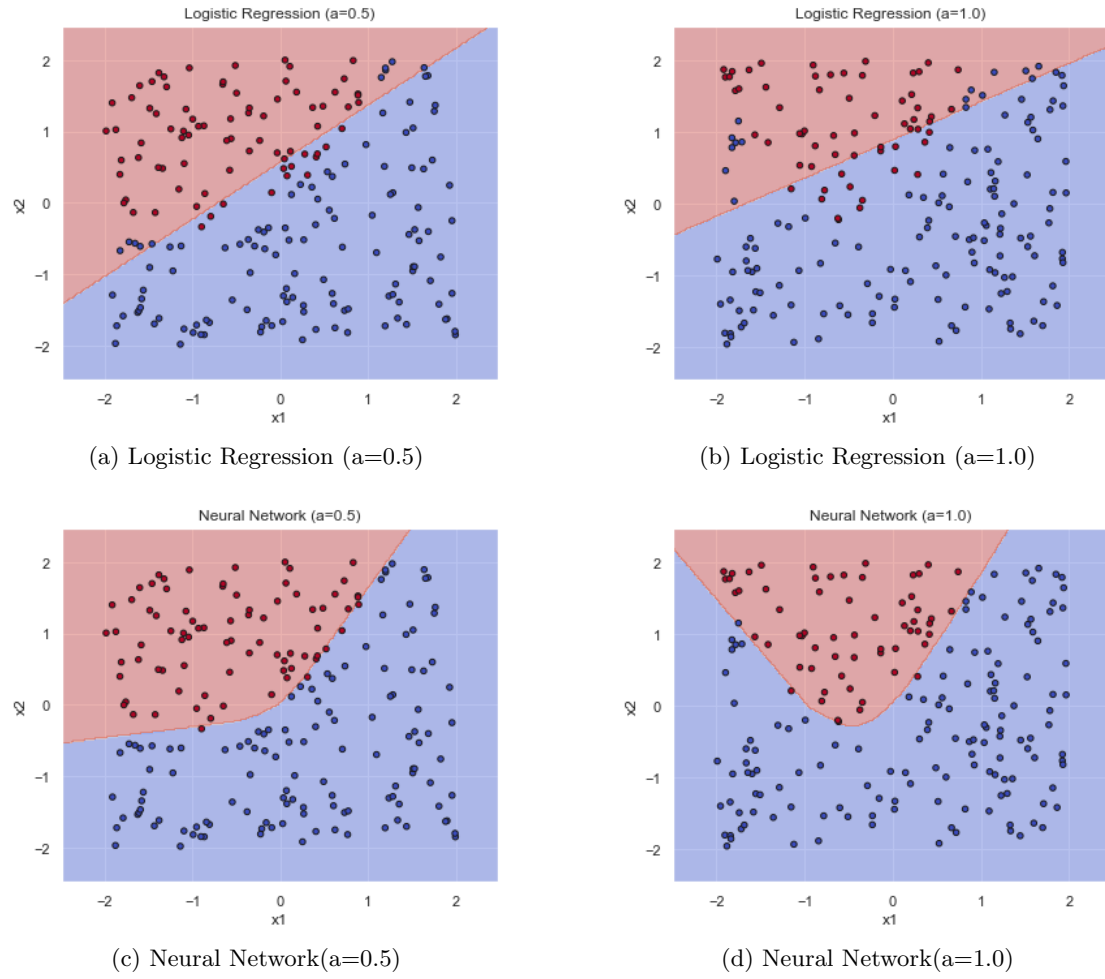 Logistic Regression (a=0.5)
2
1
0
−1
−2
x2
−2 −1 0 1 2
x1
(a) Logistic Regression (a=0.5)
Logistic Regression (a=1.0)
2
1
0
−1
−2
x2
−2 −1 0 1 2
x1
(b) Logistic Regression (a=1.0)
Neural Network (a=0.5)
2
1
0
−1
−2
x2
−2 −1 0 1 2
x1
(c) Neural Network(a=0.5)
Neural Network (a=1.0)
2
1
0
−1
−2
x2
−2 −1 0 1 2
x1
(d) Neural Network(a=1.0)